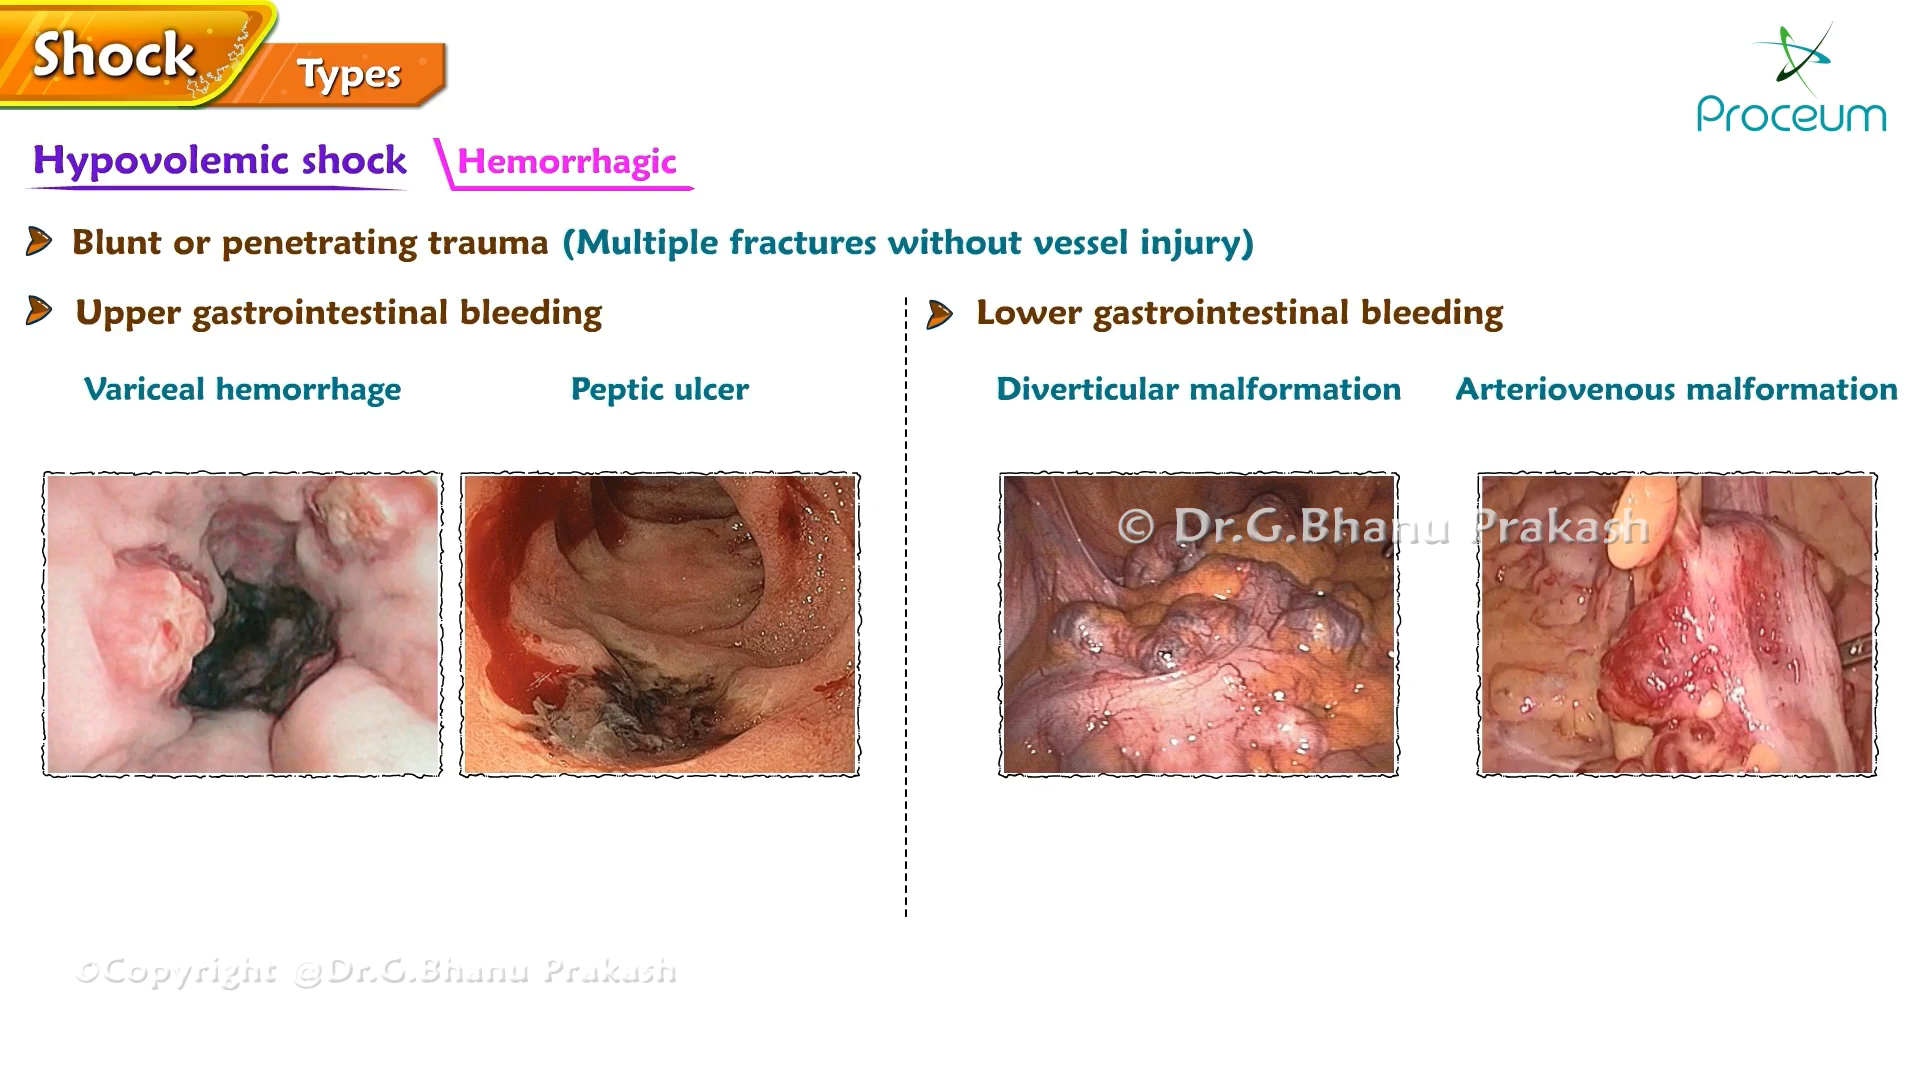 Shock
Types
Proceum
Hypovolemic shock
Hemorrhagic
Blunt or penetrating trauma (Multiple fractures without vessel injury)
Upper gastrointestinal bleeding
Variceal hemorrhage
Peptic ulcer
Lower gastrointestinal bleeding
Diverticular malformation
Arteriovenous malformation
© Dr.G.Bhanu Prakash
©Copyright @Dr.G.Bhanu Prakash